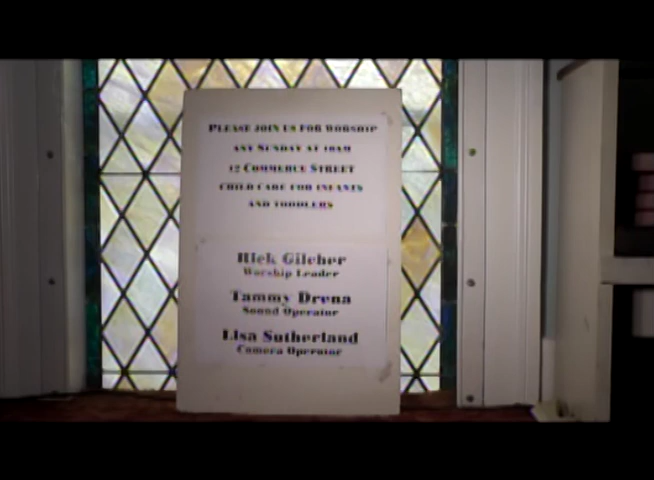 PLEASE JOIN US FOR WORSHIP
ANY SUNDAY AT 10AM
12 COMMERCE STREET
CHILD CARE FOR INFANTS
AND TODDLERS
Rick Gilcher
Worship Leader
Tammy Drena
Sound Operator
Lisa Sutherland
Camera Operator